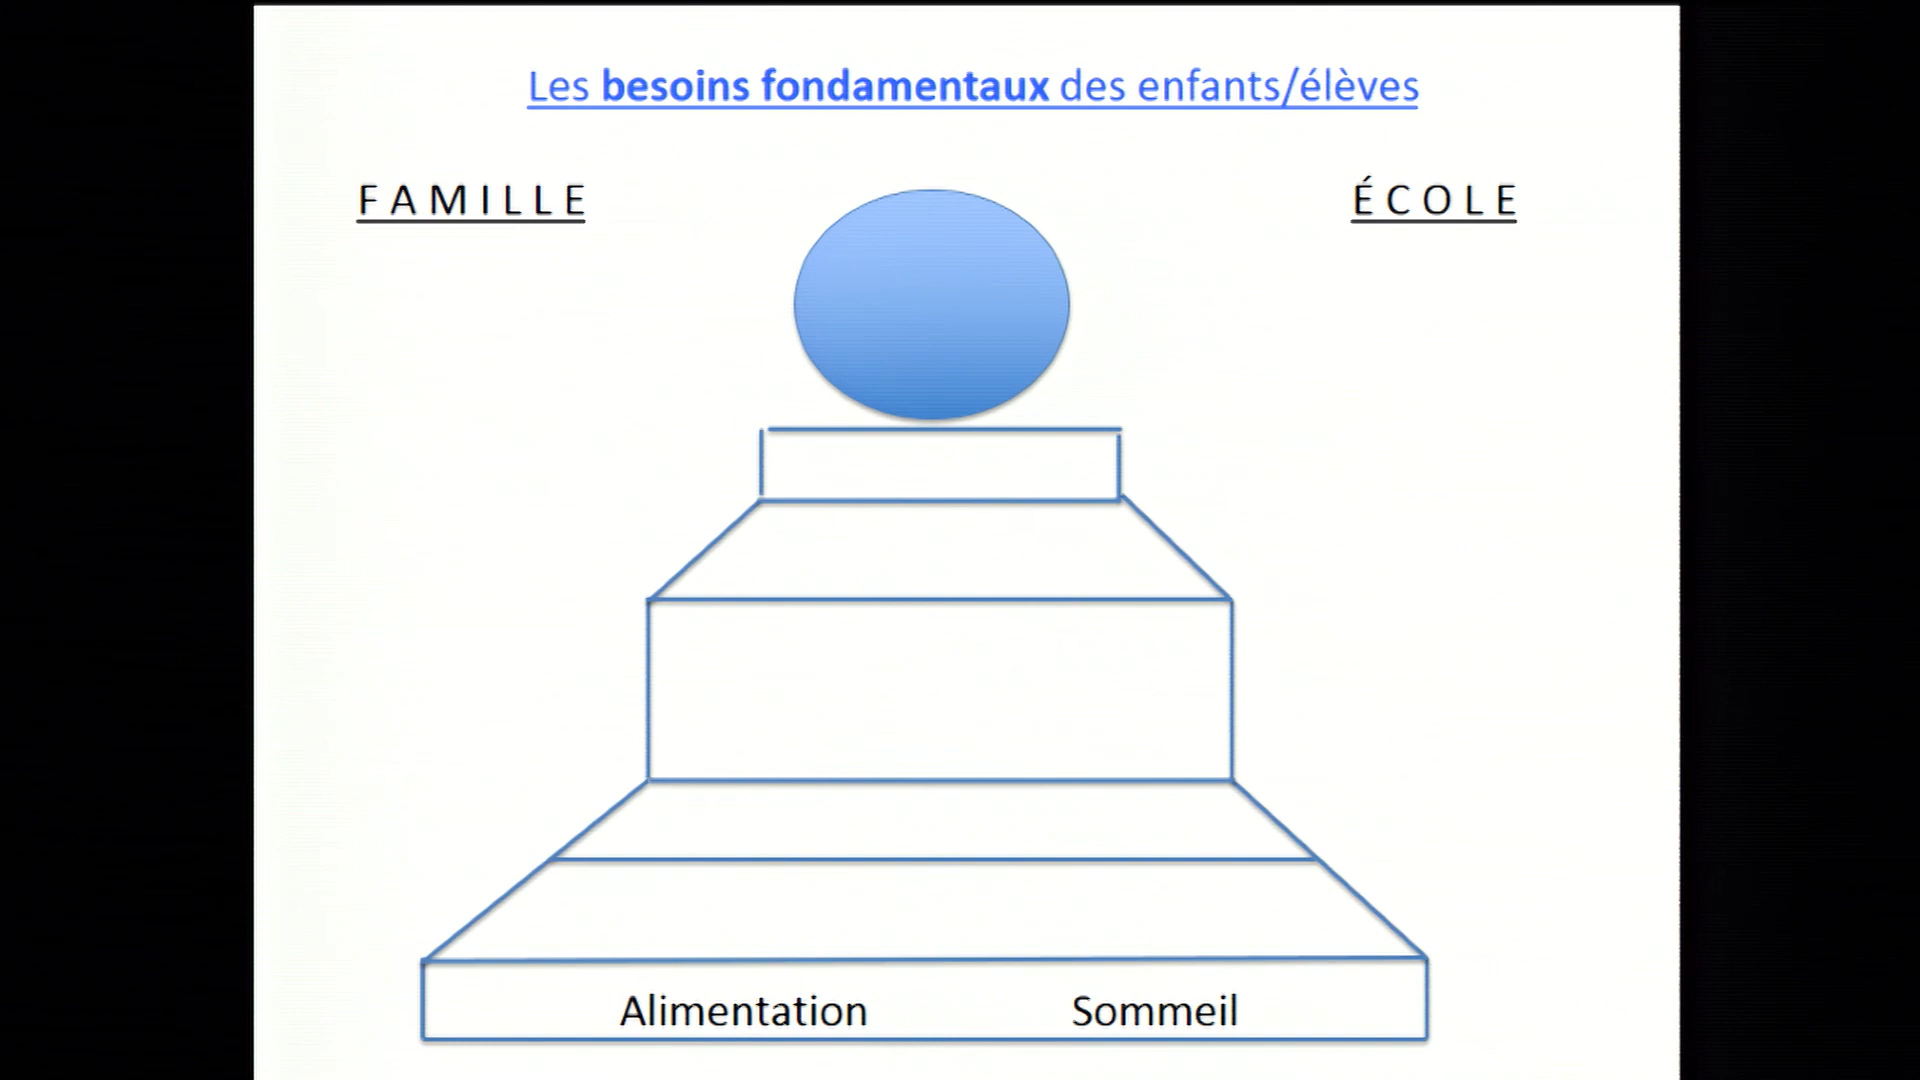 Les besoins fondamentaux des enfants/élèves
FAMILLE
ÉCOLE
Alimentation
Sommeil